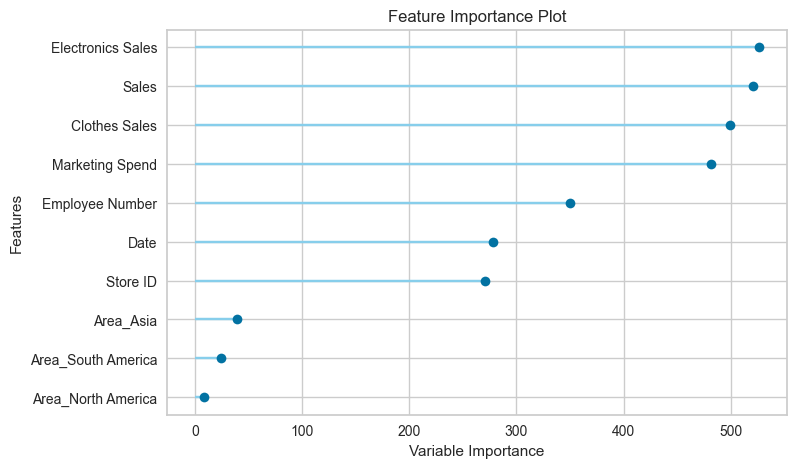 Feature Importance Plot
Features
Electronics Sales
Sales
Clothes Sales
Marketing Spend
Employee Number
Date
Store ID
Area_Asia
Area_South America
Area_North America
0 100 200 300 400 500
Variable Importance